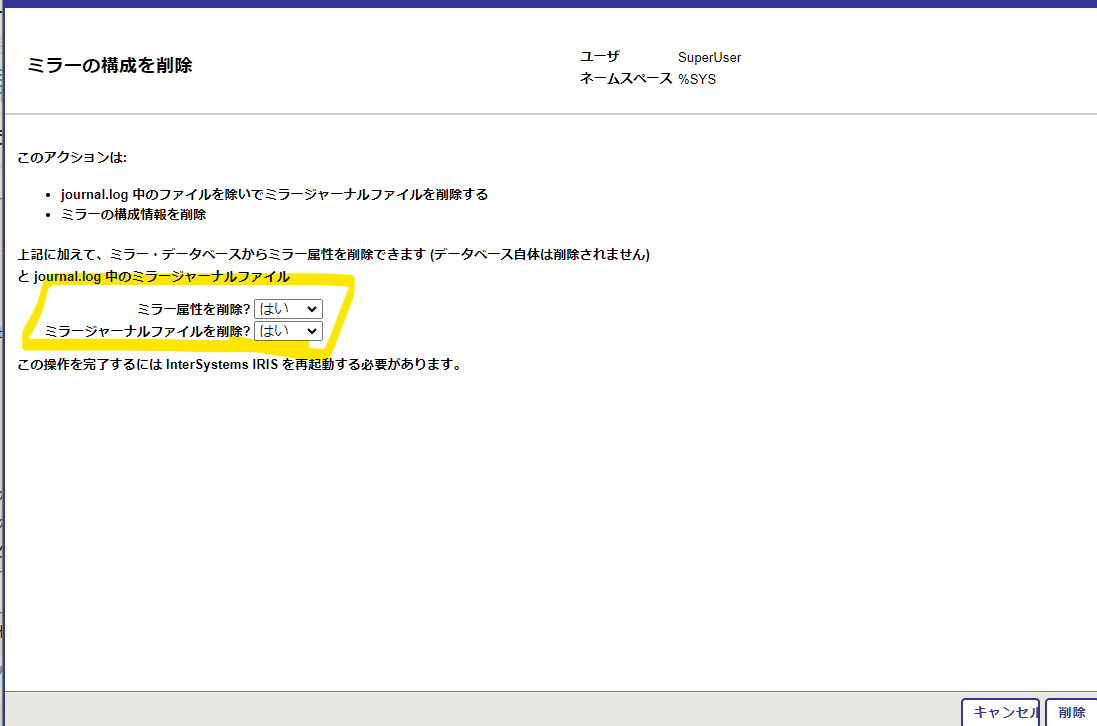 ミラーの構成を削除
ユーザ SuperUser
ネームスペース %SYS
このアクションは:
• journal.log 中のファイルを除いでミラージャーナルファイルを削除する
• ミラーの構成情報を削除
上記に加えて、ミラー・データベースからミラー属性を削除できます (データベース自体は削除されません)
と journal.log 中のミラージャーナルファイル
ミラー属性を削除? はい
ミラージャーナルファイルを削除? はい
この操作を完了するには InterSystems IRIS を再起動する必要があります。
キャンセル 削除